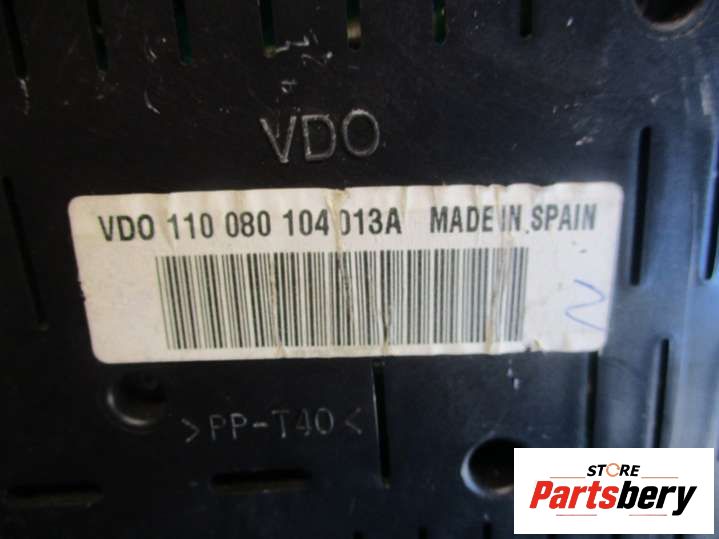 VDO
VDO 110 080 104 013A MADE IN SPAIN
>PP-T40<
STORE
Partsbery